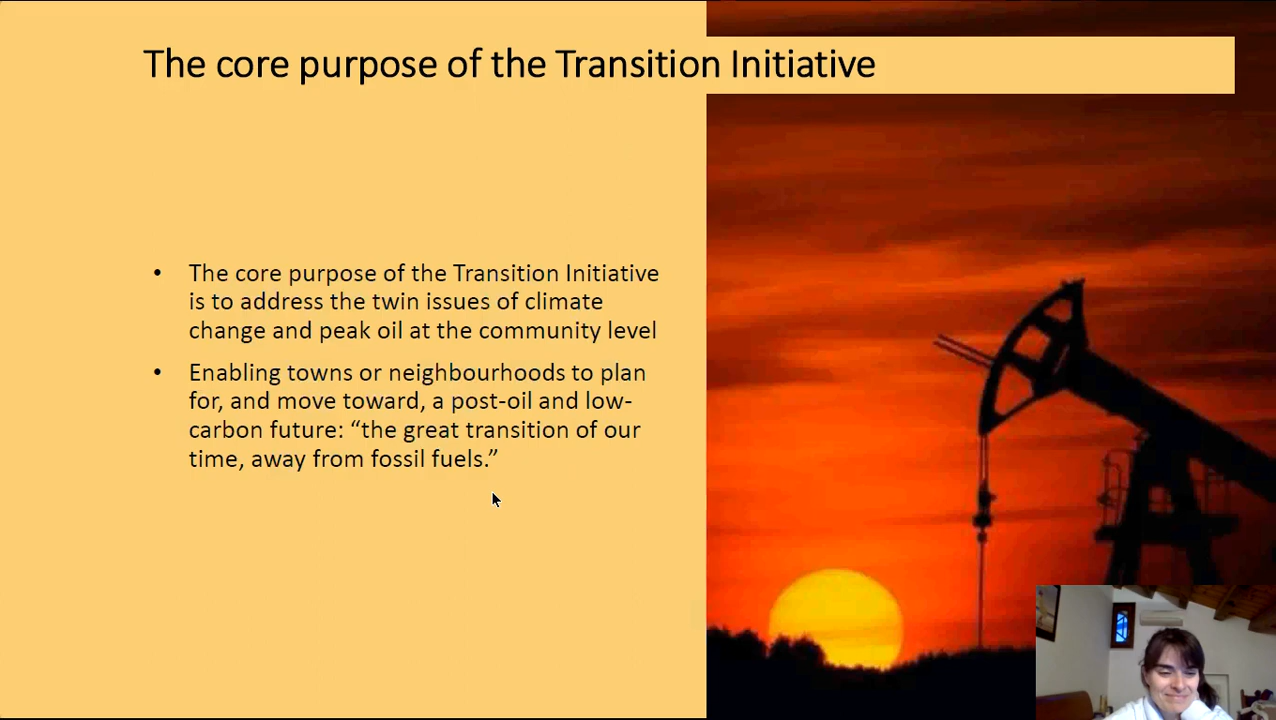 The core purpose of the Transition Initiative
• The core purpose of the Transition Initiative
is to address the twin issues of climate
change and peak oil at the community level
• Enabling towns or neighbourhoods to plan
for, and move toward, a post-oil and low-
carbon future: “the great transition of our
time, away from fossil fuels.”